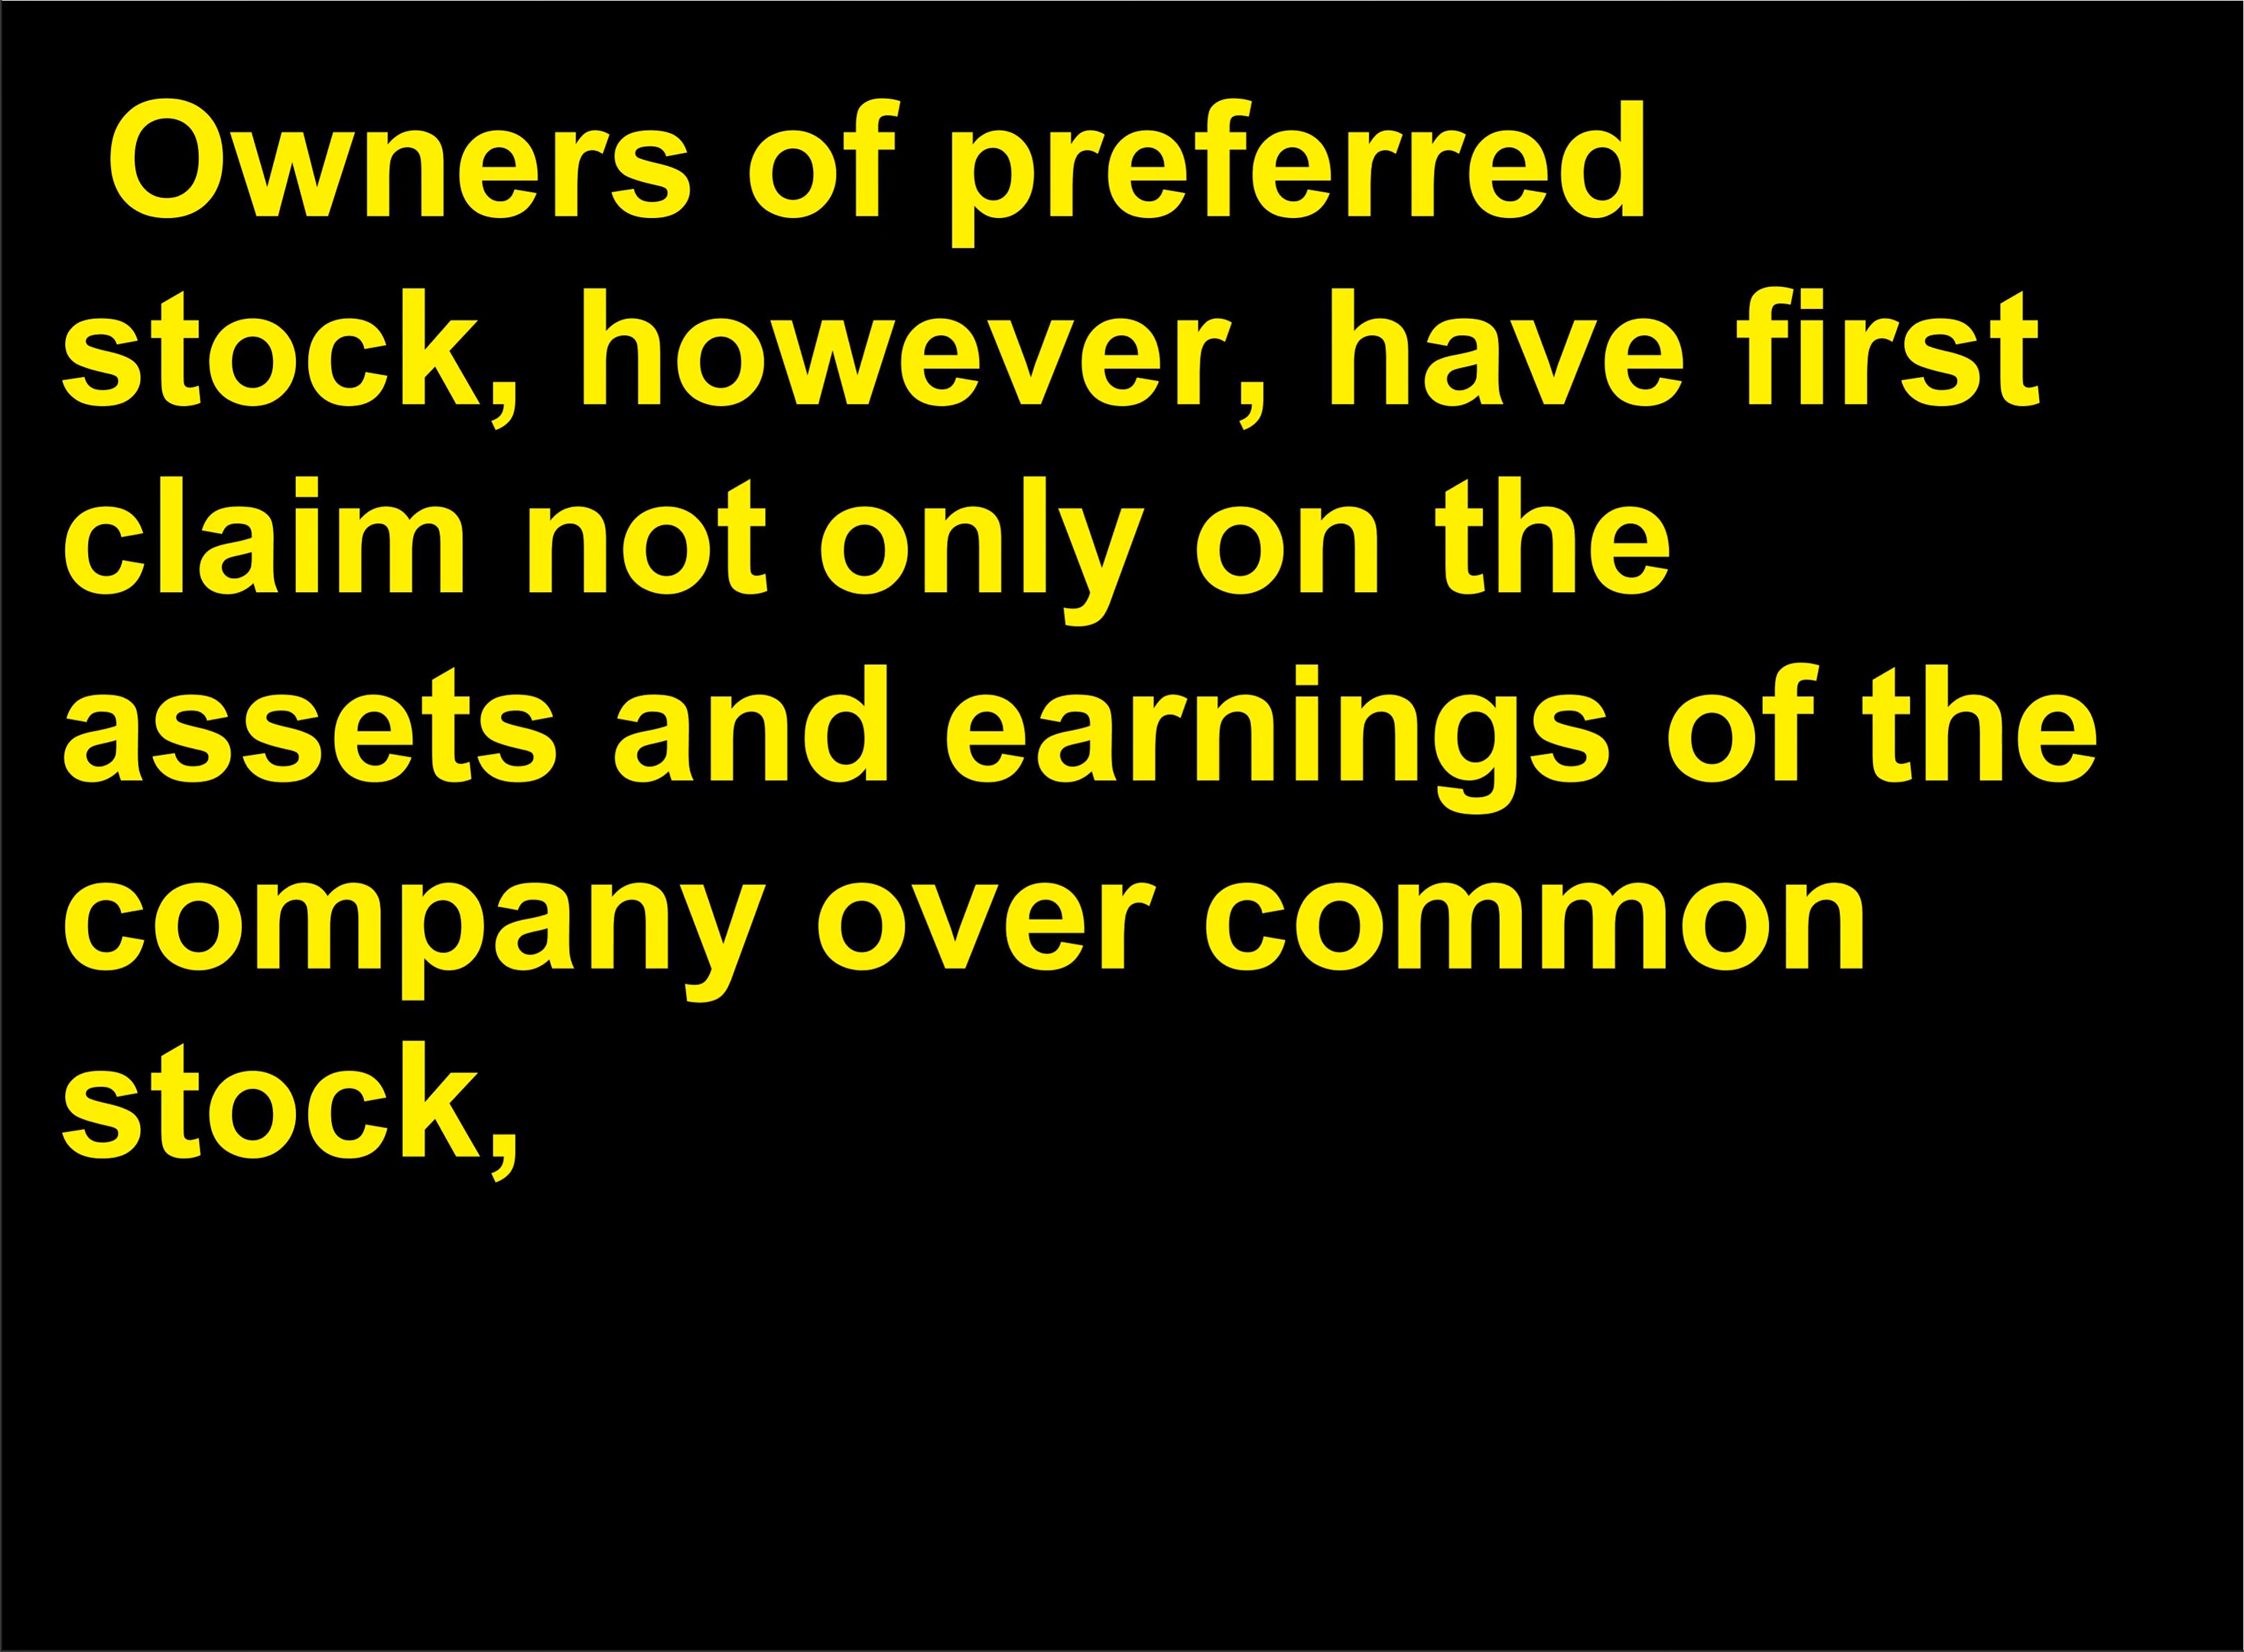 Owners of preferred
stock, however, have first
claim not only on the
assets and earnings of the
company over common
stock,